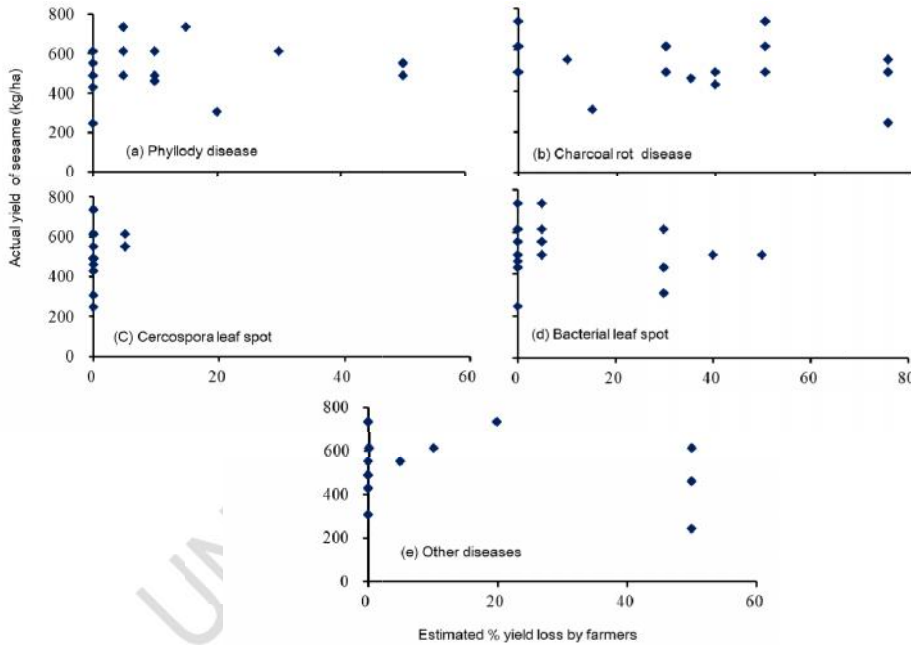 800
600
400
200
0
(a) Phyllody disease
(b) Charcoal rot disease
Actual yield of sesame (kg/ha)
800
600
400
200
0
(C) Cercospora leaf spot
(d) Bacterial leaf spot
0 20 40 60
0 20 40 60 80
800
600
400
200
0
(e) Other diseases
0 20 40 60
Estimated % yield loss by farmers